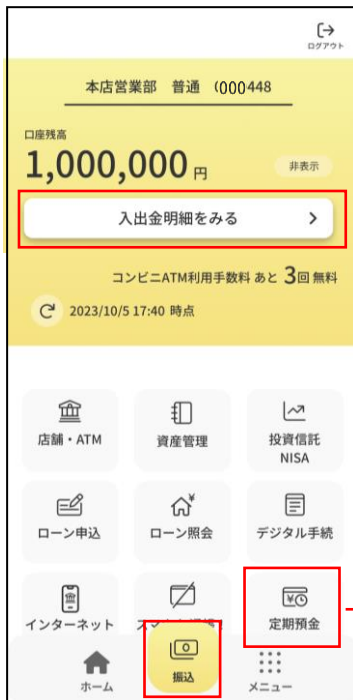 ログアウト
本店営業部 普通 (000448
口座残高
1,000,000 円
非表示
入出金明細をみる
コンビニATM利用手数料 あと 3回 無料
2023/10/5 17:40 時点
店舗・ATM
資産管理
投資信託
NISA
ローン申込
ローン照会
デジタル手続
インターネット
定期預金
ホーム
振込
メニュー